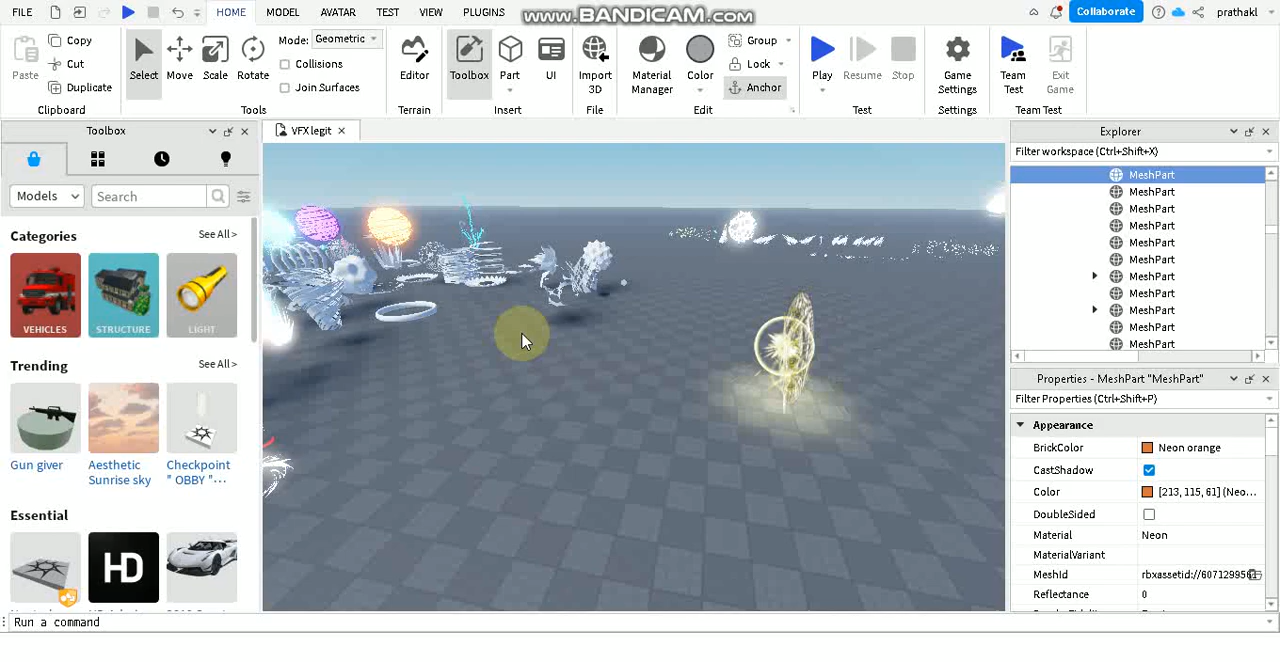 FILE HOME MODEL AVATAR TEST VIEW PLUGINS www.BANDICAM.com Collaborate prathakl
Paste Copy Cut Duplicate Clipboard
Select Move Scale Rotate Mode: Geometric Collisions Join Surfaces Tools
Editor Terrain
Toolbox Part UI Insert
Import 3D File
Material Manager Color Group Lock Anchor Edit
Play Resume Stop Test
Game Settings Settings
Team Test Exit Game Team Test
Toolbox
Models Search
Categories See All >
VEHICLES STRUCTURE LIGHT
Trending See All >
Gun giver Aesthetic Sunrise sky Checkpoint " OBBY "...
Essential
HD
VFX legit
Explorer
Filter workspace (Ctrl+Shift+X)
MeshPart
MeshPart
MeshPart
MeshPart
MeshPart
MeshPart
MeshPart
MeshPart
MeshPart
MeshPart
MeshPart
Properties - MeshPart "MeshPart"
Filter Properties (Ctrl+Shift+P)
Appearance
BrickColor Neon orange
CastShadow
Color [213, 115, 61] (Neo...
DoubleSided
Material Neon
MaterialVariant
MeshId
Reflectance 0
Run a command